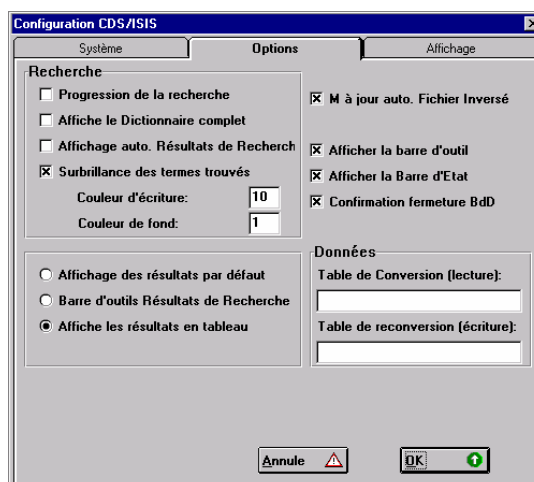 Configuration CDS/ISIS
Système Options Affichage
Recherche
Progression de la recherche
Affiche le Dictionnaire complet
Affichage auto. Résultats de Recherch
Surbrillance des termes trouvés
Couleur d'écriture: 10
Couleur de fond: 1
M à jour auto. Fichier Inversé
Afficher la barre d'outil
Afficher la Barre d'Etat
Confirmation fermeture BdD
Affichage des résultats par défaut
Barre d'outils Résultats de Recherche
Affiche les résultats en tableau
Données
Table de Conversion (lecture):
Table de reconversion (écriture):
Annule
OK